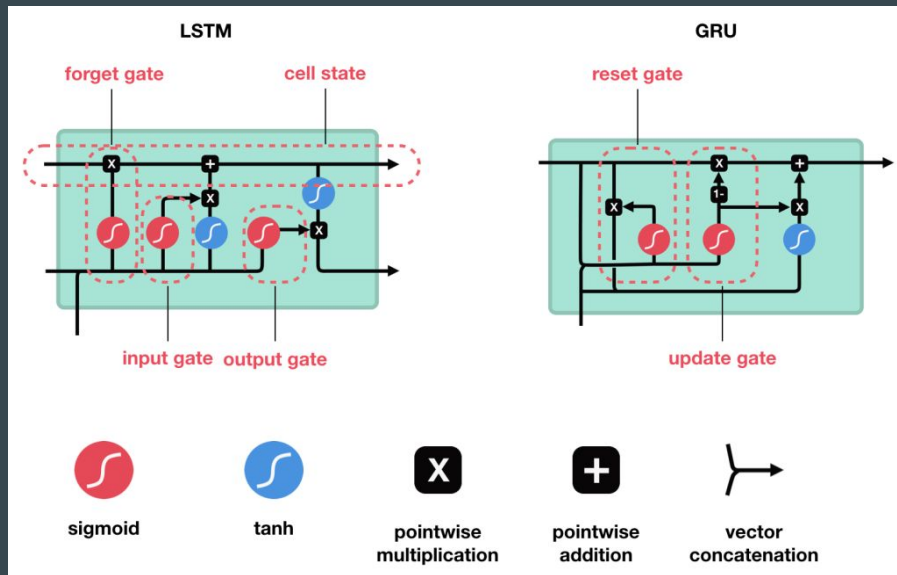 LSTM
GRU
forget gate
cell state
reset gate
X
+
X
X
X
1-
+
X
X
input gate
output gate
update gate
X
+
sigmoid
tanh
pointwise
multiplication
pointwise
addition
vector
concatenation